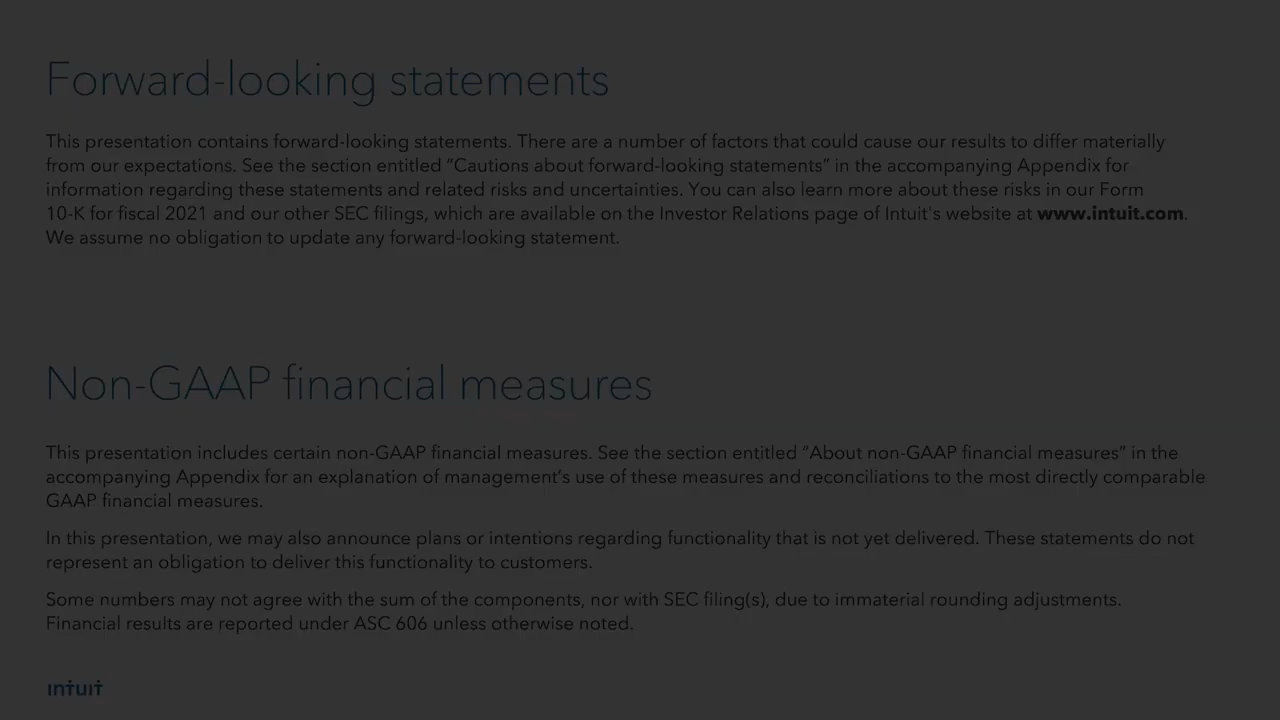 Forward-looking statements
This presentation contains forward-looking statements. There are a number of factors that could cause our results to differ materially
from our expectations. See the section entitled “Cautions about forward-looking statements” in the accompanying Appendix for
information regarding these statements and related risks and uncertainties. You can also learn more about these risks in our Form
10-K for fiscal 2021 and our other SEC filings, which are available on the Investor Relations page of Intuit's website at www.intuit.com.
We assume no obligation to update any forward-looking statement.
Non-GAAP financial measures
This presentation includes certain non-GAAP financial measures. See the section entitled “About non-GAAP financial measures” in the
accompanying Appendix for an explanation of management’s use of these measures and reconciliations to the most directly comparable
GAAP financial measures.
In this presentation, we may also announce plans or intentions regarding functionality that is not yet delivered. These statements do not
represent an obligation to deliver this functionality to customers.
Some numbers may not agree with the sum of the components, nor with SEC filing(s), due to immaterial rounding adjustments.
Financial results are reported under ASC 606 unless otherwise noted.
intuit